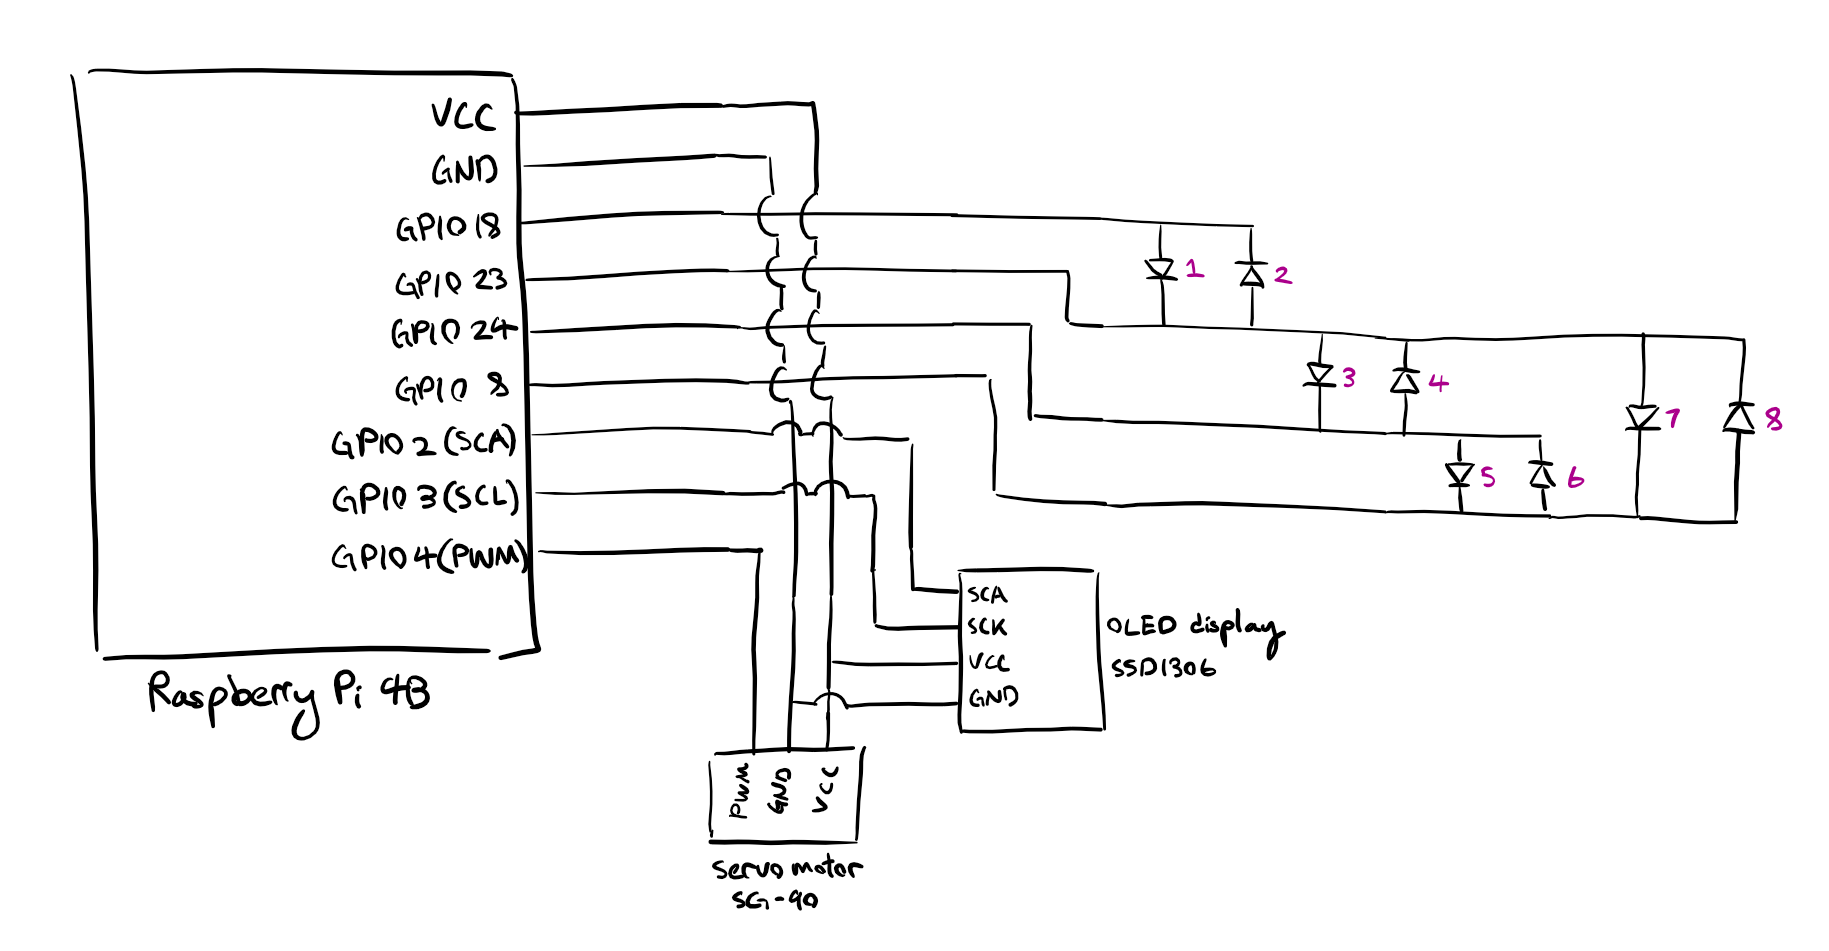 VCC
GND
GPIO 18
GPIO 23
GPIO 24
GPIO 8
GPIO 2 (SCA)
GPIO 3 (SCL)
GPIO 4 (PWM)
Raspberry Pi 4B
1
2
3
4
5
6
7
8
SCA
SCK
VCC
GND
OLED display
SSD1306
PWM
GND
VCC
Servo motor
SG-90